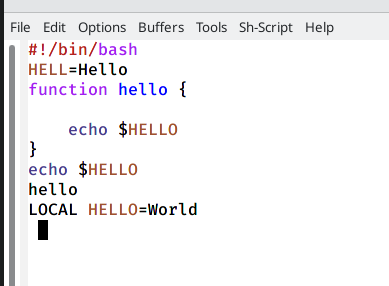 File Edit Options Buffers Tools Sh-Script Help
#!/bin/bash
HELL=Hello
function hello {
    echo $HELLO
}
echo $HELLO
hello
LOCAL HELLO=World